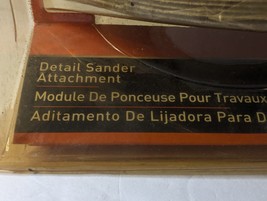 Detail Sander
Attachment
Module De Ponceuse Pour Travaux
Aditamento De Lijadora Para D